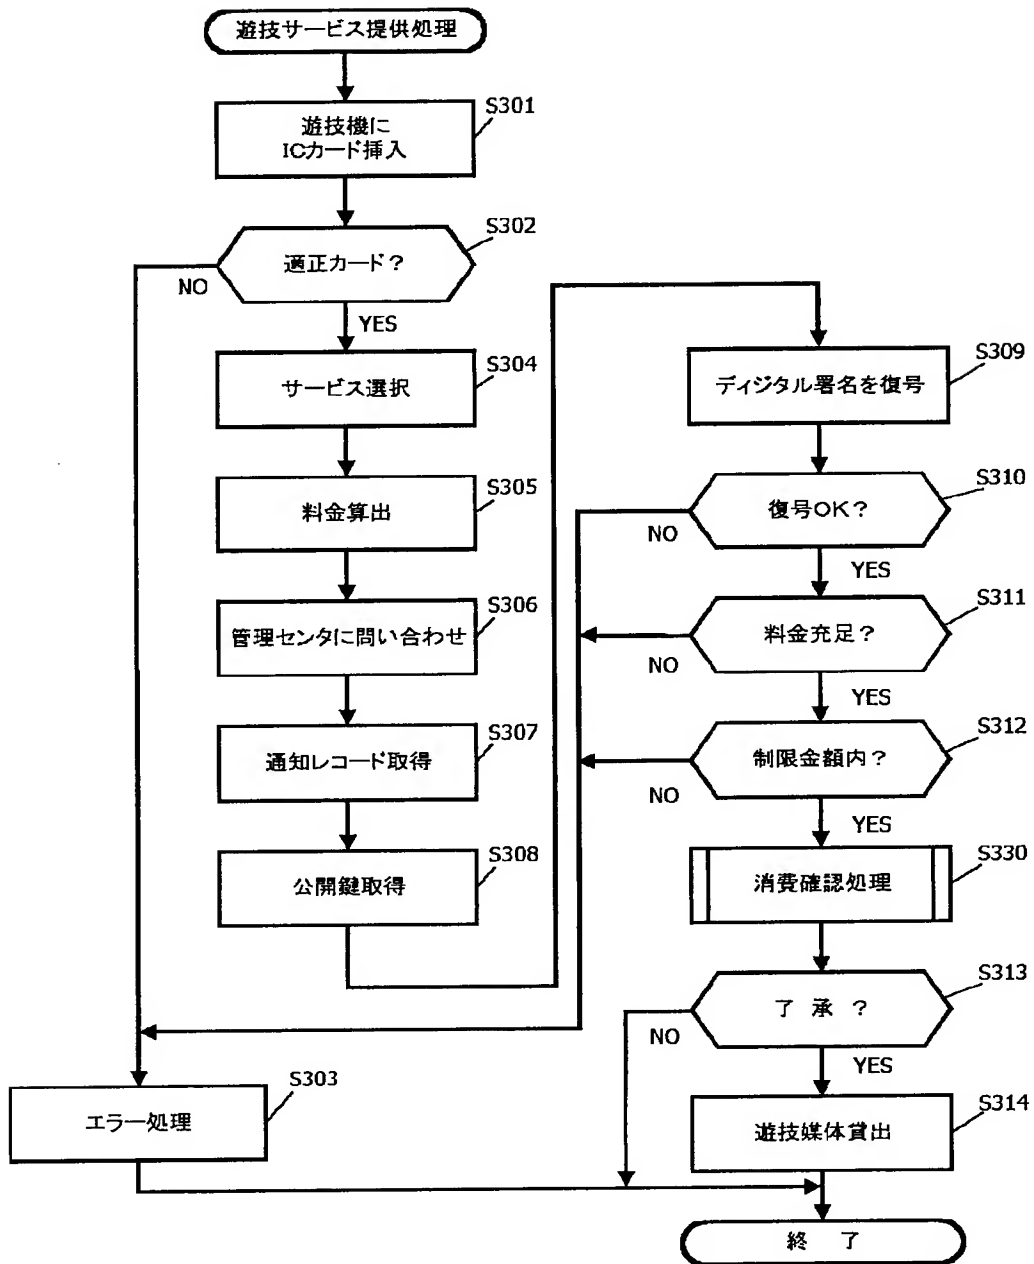 遊技サービス提供処理
S301
遊技機に
ICカード挿入
S302
適正カード?
NO
YES
S304
サービス選択
S305
料金算出
S306
管理センタに問い合わせ
S307
通知レコード取得
S308
公開鍵取得
S309
ディジタル署名を復号
S310
復号OK?
NO
YES
S311
料金充足?
NO
YES
S312
制限金額内?
NO
YES
S330
消費確認処理
S313
了 承 ?
NO
YES
S303
エラー処理
S314
遊技媒体貸出
終 了